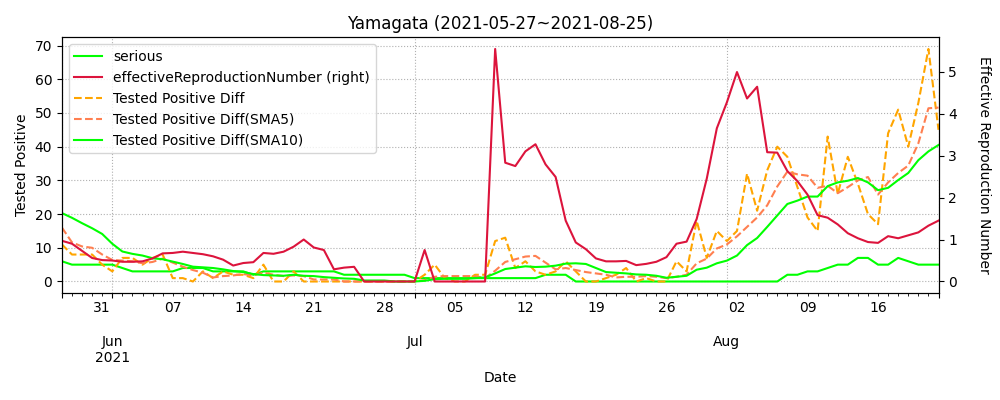 Yamagata (2021-05-27~2021-08-25)
serious
effectiveReproductionNumber (right)
Tested Positive Diff
Tested Positive Diff(SMA5)
Tested Positive Diff(SMA10)
Tested Positive
70
60
50
40
30
20
10
0
5
4
3
2
1
0
Effective Reproduction Number
31 07 14 21 28 05 12 19 26 02 09 16
Jun Jul Aug
2021
Date